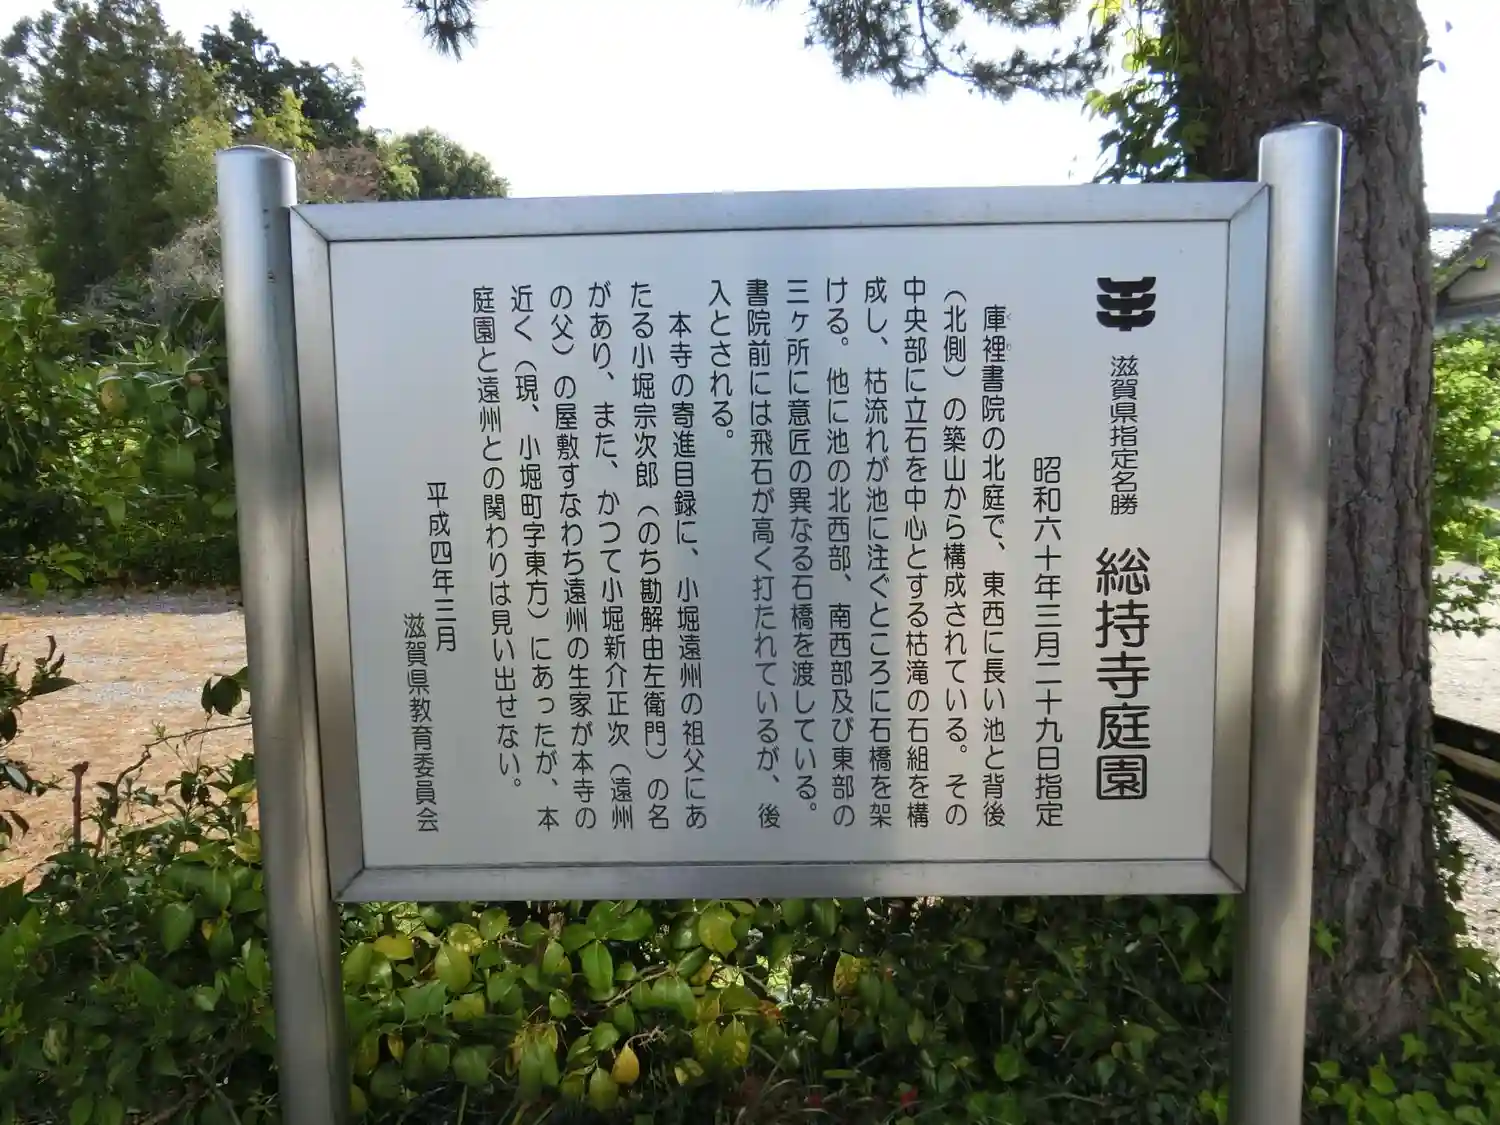 滋賀県指定名勝 総持寺庭園
昭和六十年三月二十九日指定
庫裡書院の北庭で、東西に長い池と背後
（北側）の築山から構成されている。その
中央部に立石を中心とする枯滝の石組を構
成し、枯流れが池に注ぐところに石橋を架
ける。他に池の北西部、南西部及び東部の
三ヶ所に意匠の異なる石橋を渡している。
書院前には飛石が高く打たれているが、後
入とされる。
本寺の寄進目録に、小堀遠州の祖父にあ
たる小堀宗次郎（のち勘解由左衛門）の名
があり、また、かつて小堀新介正次（遠州
の父）の屋敷すなわち遠州の生家が本寺の
近く（現、小堀町字東方）にあったが、本
庭園と遠州との関わりは見い出せない。
平成四年三月
滋賀県教育委員会